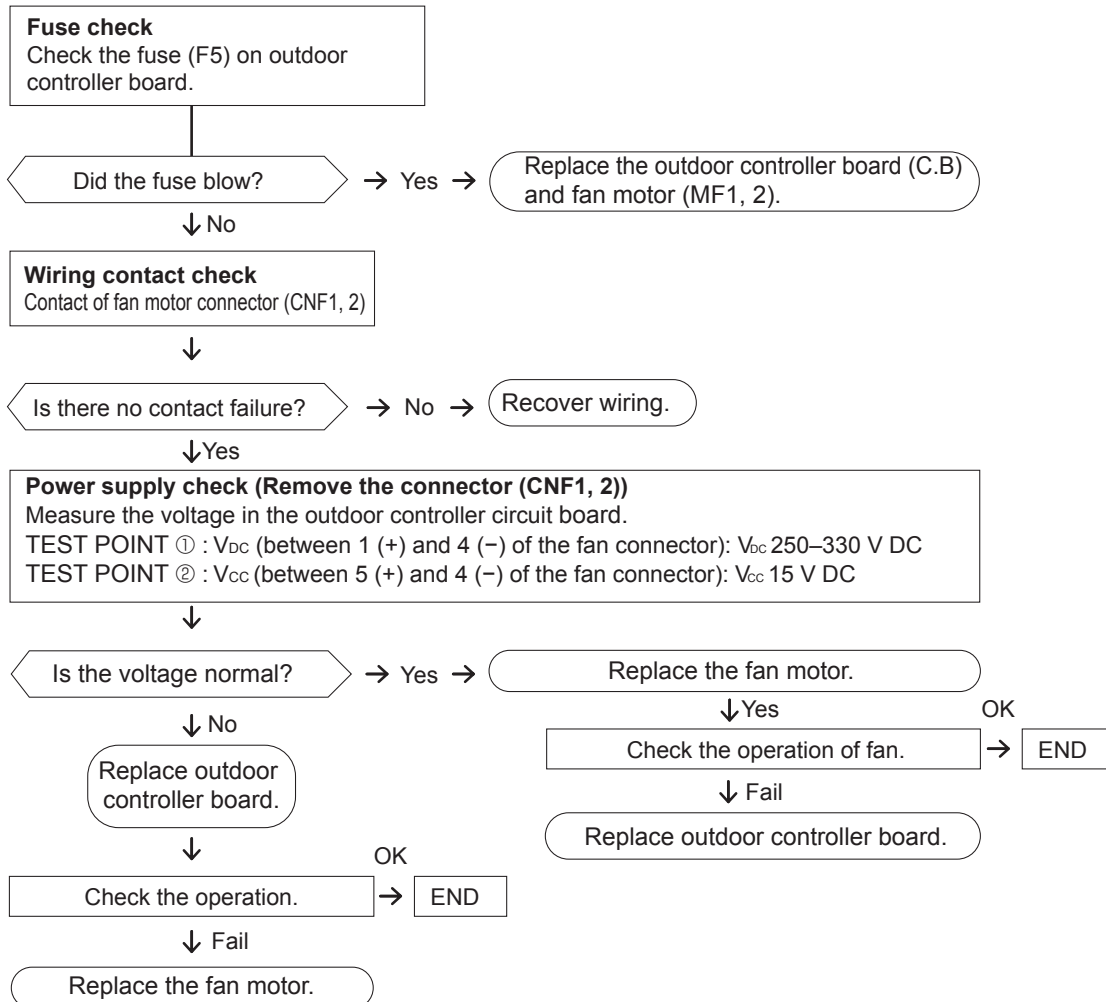 Fuse check
Check the fuse (F5) on outdoor
controller board.
Did the fuse blow?
→ Yes →
Replace the outdoor controller board (C.B)
and fan motor (MF1, 2).
↓ No
Wiring contact check
Contact of fan motor connector (CNF1, 2)
↓
Is there no contact failure?
→ No →
Recover wiring.
↓Yes
Power supply check (Remove the connector (CNF1, 2))
Measure the voltage in the outdoor controller circuit board.
TEST POINT ① : VDC (between 1 (+) and 4 (−) of the fan connector): VDC 250–330 V DC
TEST POINT ② : VCC (between 5 (+) and 4 (−) of the fan connector): VCC 15 V DC
↓
Is the voltage normal?
→ Yes →
Replace the fan motor.
↓Yes
OK
Check the operation of fan.
→
END
↓ Fail
Replace outdoor controller board.
↓ No
Replace outdoor
controller board.
↓
OK
Check the operation.
→
END
↓ Fail
Replace the fan motor.